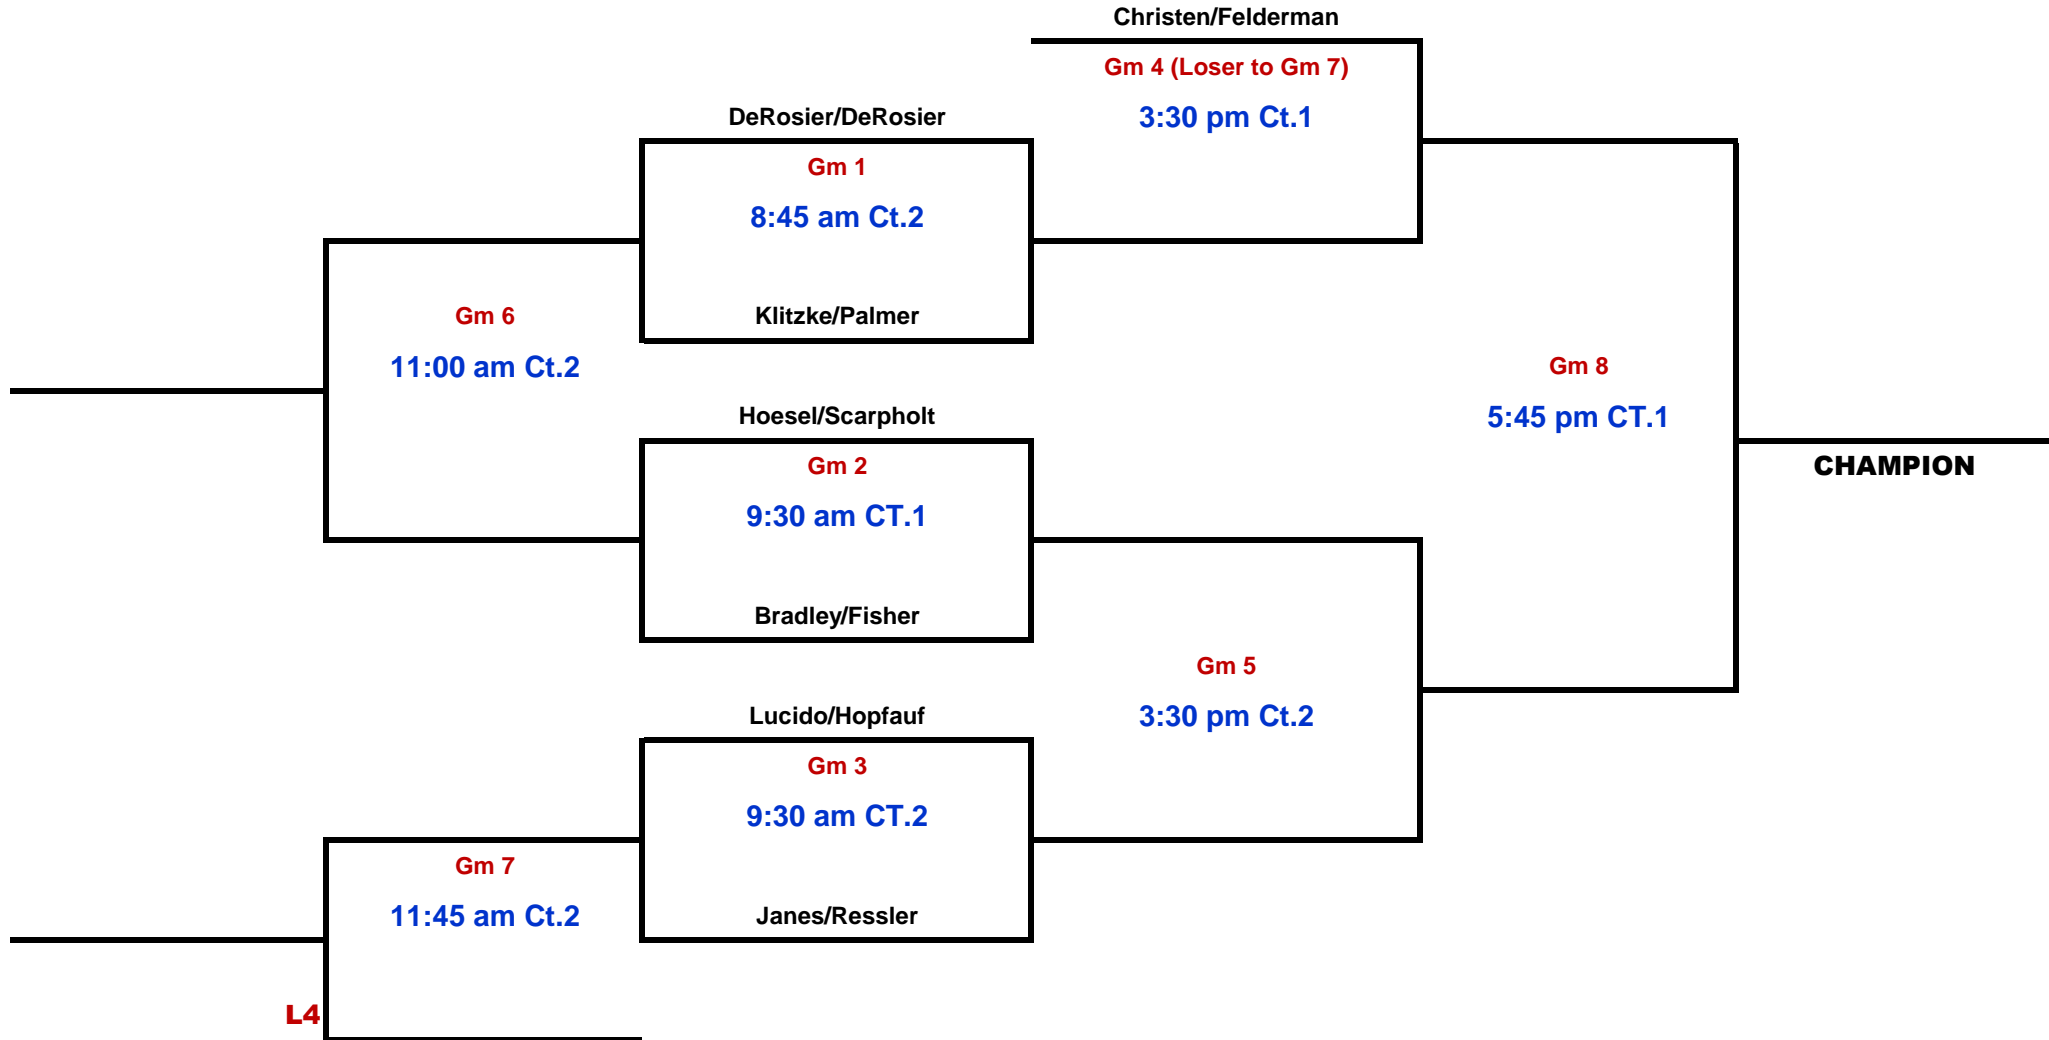 Christen/Felderman
Gm 4 (Loser to Gm 7)
DeRosier/DeRosier
3:30 pm Ct.1
Gm 1
8:45 am Ct.2
Gm 6
Klitzke/Palmer
11:00 am Ct.2
Gm 8
Hoesel/Scarpholt
5:45 pm CT.1
Gm 2
CHAMPION
9:30 am CT.1
Bradley/Fisher
Gm 5
Lucido/Hopfauf
3:30 pm Ct.2
Gm 3
9:30 am CT.2
Gm 7
11:45 am Ct.2
Janes/Ressler
L4